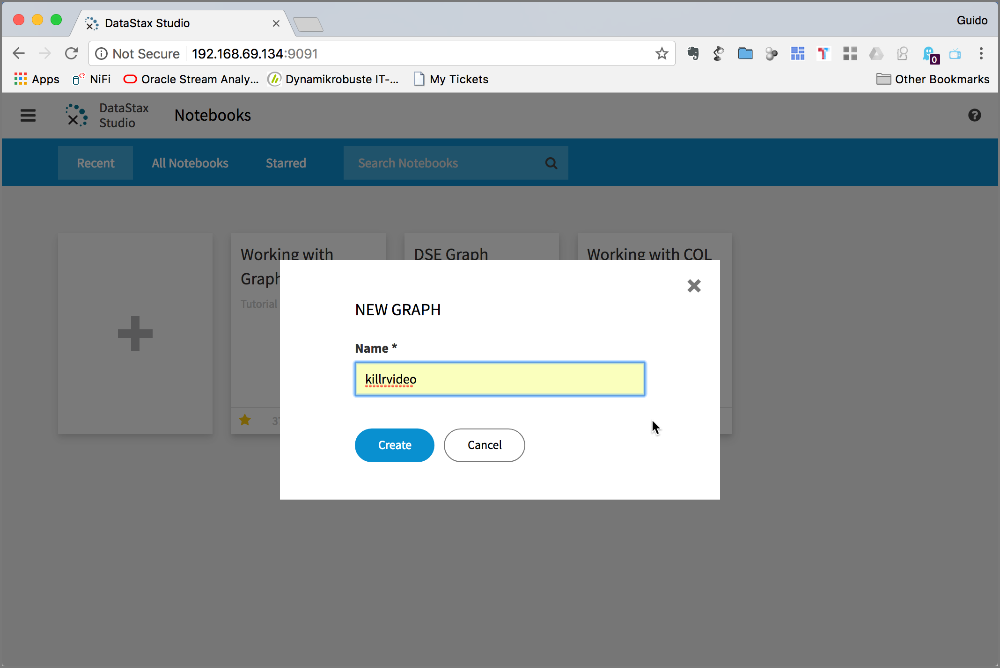 DataStax Studio
Guido
Not Secure 192.168.69.134:9091
0
Apps NiFi Oracle Stream Analy... Dynamikrobuste IT-... My Tickets Other Bookmarks
DataStax
Studio
Notebooks
Recent All Notebooks Starred Search Notebooks
Working with
Graph
Tutorial
DSE Graph
Working with CQL
NEW GRAPH
Name *
killrvideo
Create Cancel